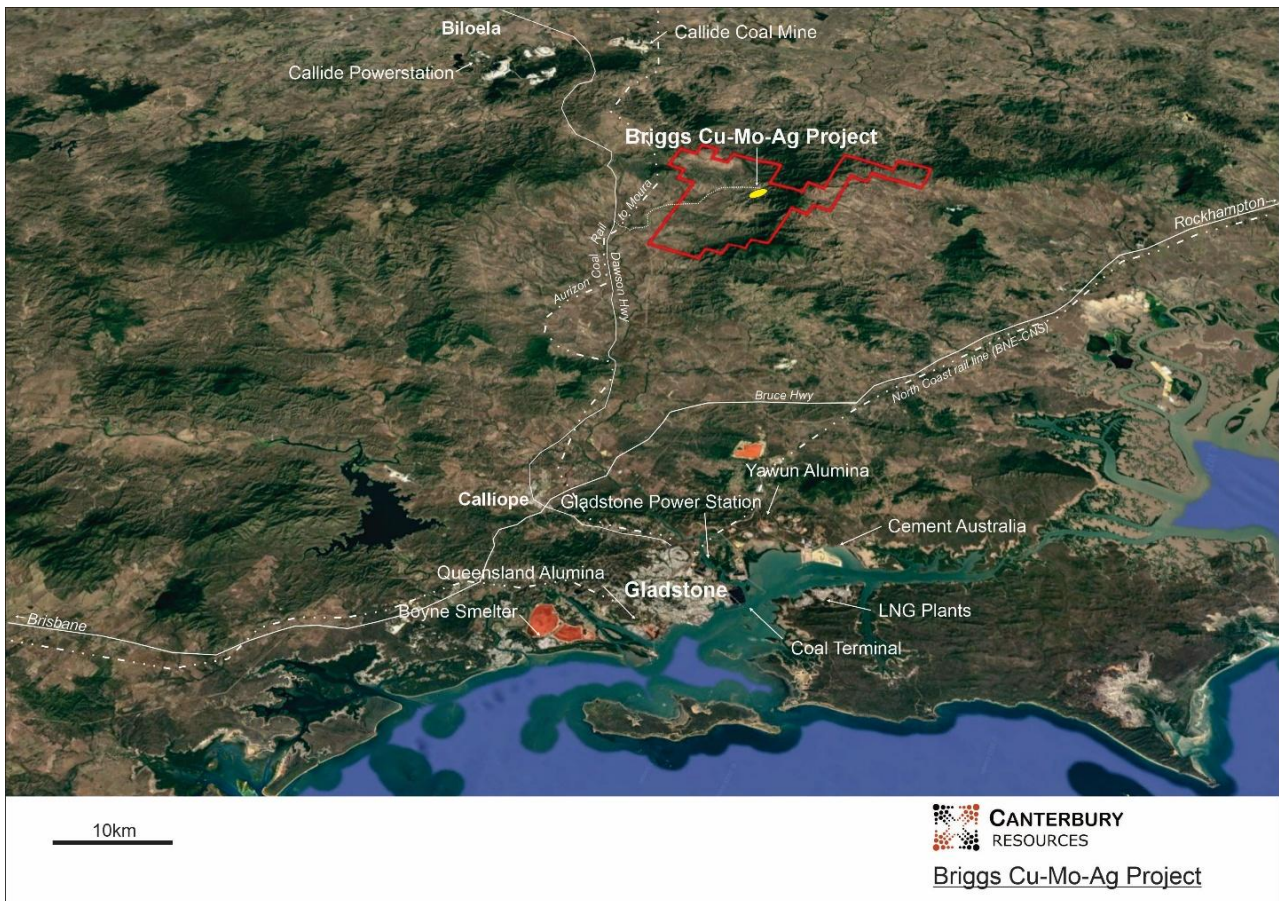 Biloela
Callide Coal Mine
Callide Powerstation
Briggs Cu-Mo-Ag Project
to Moura
Aurizon Coal Rail
Dawson Hwy
Rockhampton
North Coast rail line (BNE-CNS)
Bruce Hwy
Yawun Alumina
Calliope
Gladstone Power Station
Cement Australia
Queensland Alumina
Gladstone
Boyne Smelter
LNG Plants
Brisbane
Coal Terminal
10km
CANTERBURY
RESOURCES
Briggs Cu-Mo-Ag Project